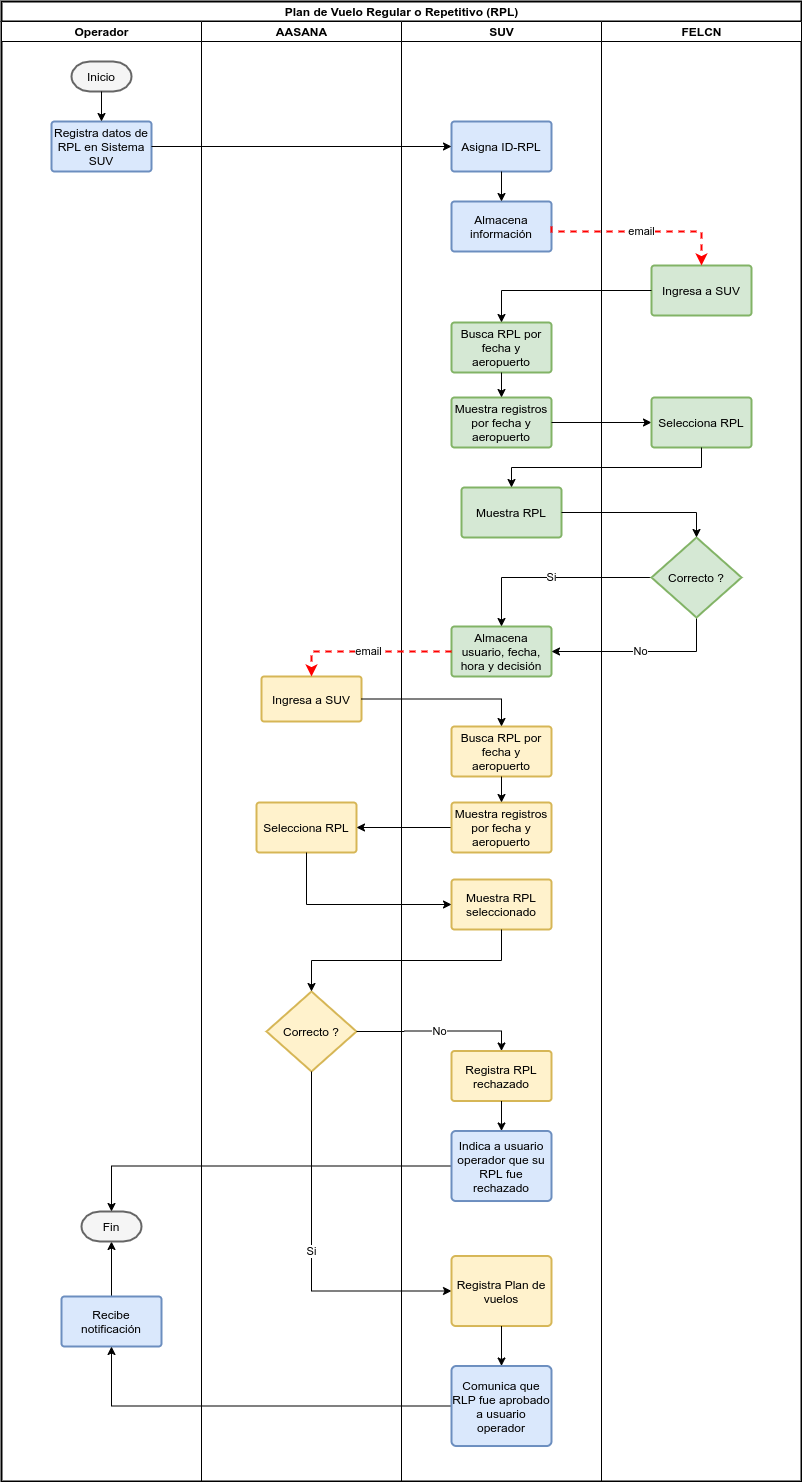 Plan de Vuelo Regular o Repetitivo (RPL)
Operador
AASANA
SUV
FELCN
Inicio
Registra datos de
RPL en Sistema
SUV
Asigna ID-RPL
Almacena
información
email
Ingresa a SUV
Busca RPL por
fecha y
aeropuerto
Muestra registros
por fecha y
aeropuerto
Selecciona RPL
Muestra RPL
Correcto ?
Si
No
Almacena
usuario, fecha,
hora y decisión
email
Ingresa a SUV
Busca RPL por
fecha y
aeropuerto
Muestra registros
por fecha y
aeropuerto
Selecciona RPL
Muestra RPL
seleccionado
Correcto ?
No
Registra RPL
rechazado
Indica a usuario
operador que su
RPL fue
rechazado
Fin
Si
Registra Plan de
vuelos
Recibe
notificación
Comunica que
RLP fue aprobado
a usuario
operador